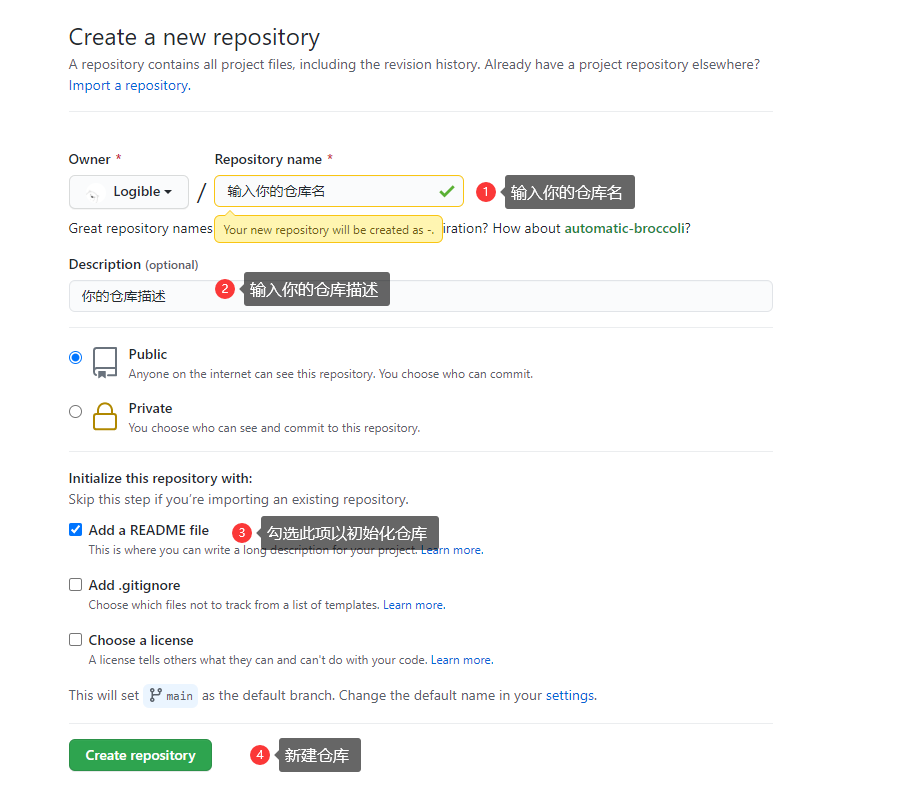 Create a new repository
A repository contains all project files, including the revision history. Already have a project repository elsewhere?
Import a repository.
Owner *
Repository name *
Logible
/
输入你的仓库名
1
输入你的仓库名
Great repository names
Your new repository will be created as -.
iration? How about automatic-broccoli?
Description (optional)
你的仓库描述
2
输入你的仓库描述
Public
Anyone on the internet can see this repository. You choose who can commit.
Private
You choose who can see and commit to this repository.
Initialize this repository with:
Skip this step if you're importing an existing repository.
Add a README file
3
勾选此项以初始化仓库
This is where you can write a long description for your project. Learn more.
Add .gitignore
Choose which files not to track from a list of templates. Learn more.
Choose a license
A license tells others what they can and can't do with your code. Learn more.
This will set main as the default branch. Change the default name in your settings.
Create repository
4
新建仓库